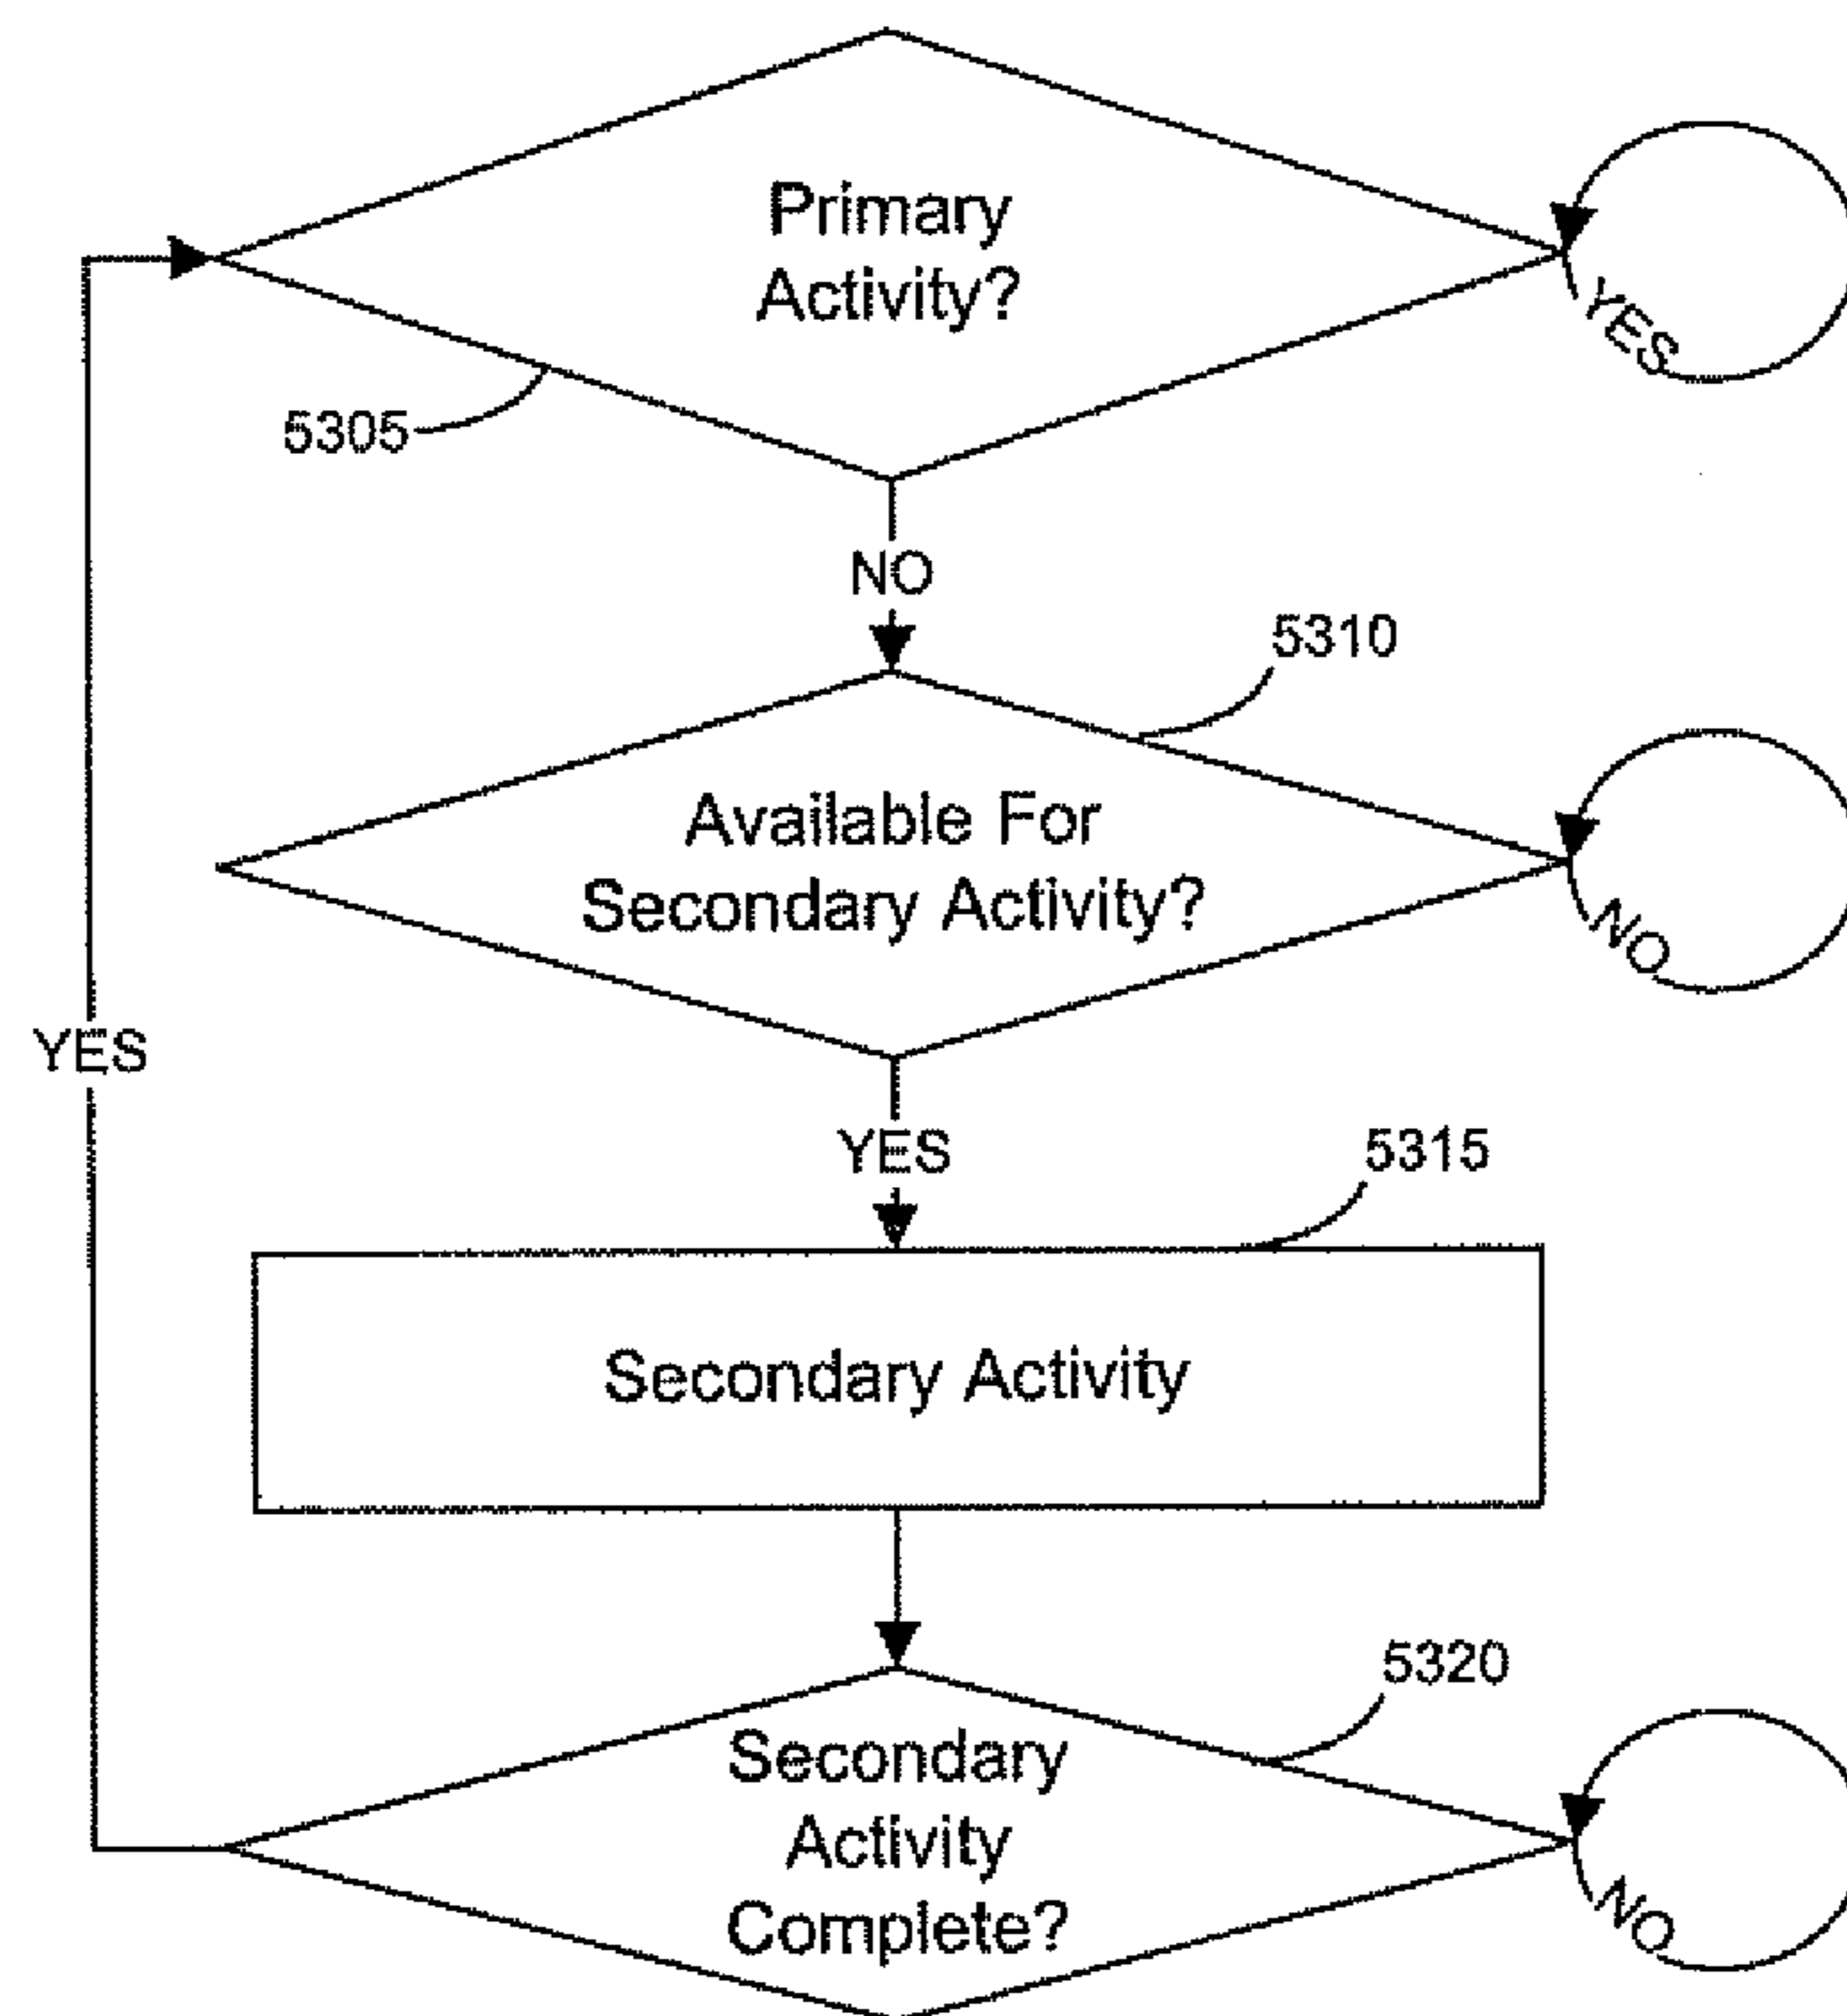 Primary
Activity?
YES
5305
NO
5310
Available For
Secondary Activity?
NO
YES
YES
5315
Secondary Activity
5320
Secondary
Activity
Complete?
NO